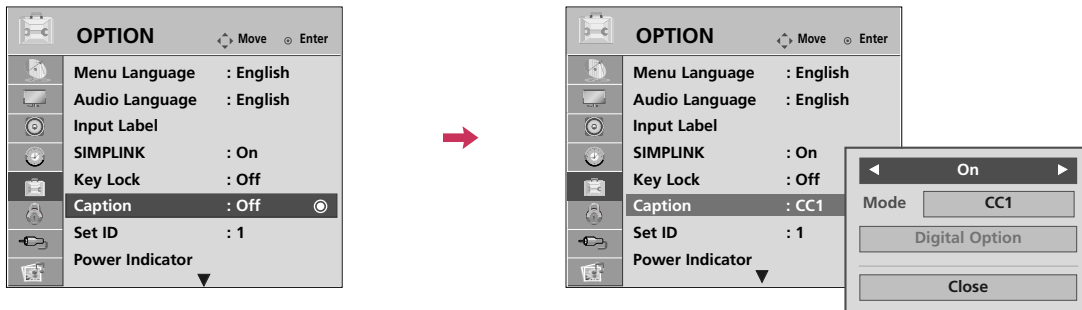 OPTION Move Enter
Menu Language : English
Audio Language : English
Input Label
SIMPLINK : On
Key Lock : Off
Caption : Off
Set ID : 1
Power Indicator
OPTION Move Enter
Menu Language : English
Audio Language : English
Input Label
SIMPLINK : On
Key Lock : Off
Caption : CC1
Set ID : 1
Power Indicator
On
Mode CC1
Digital Option
Close